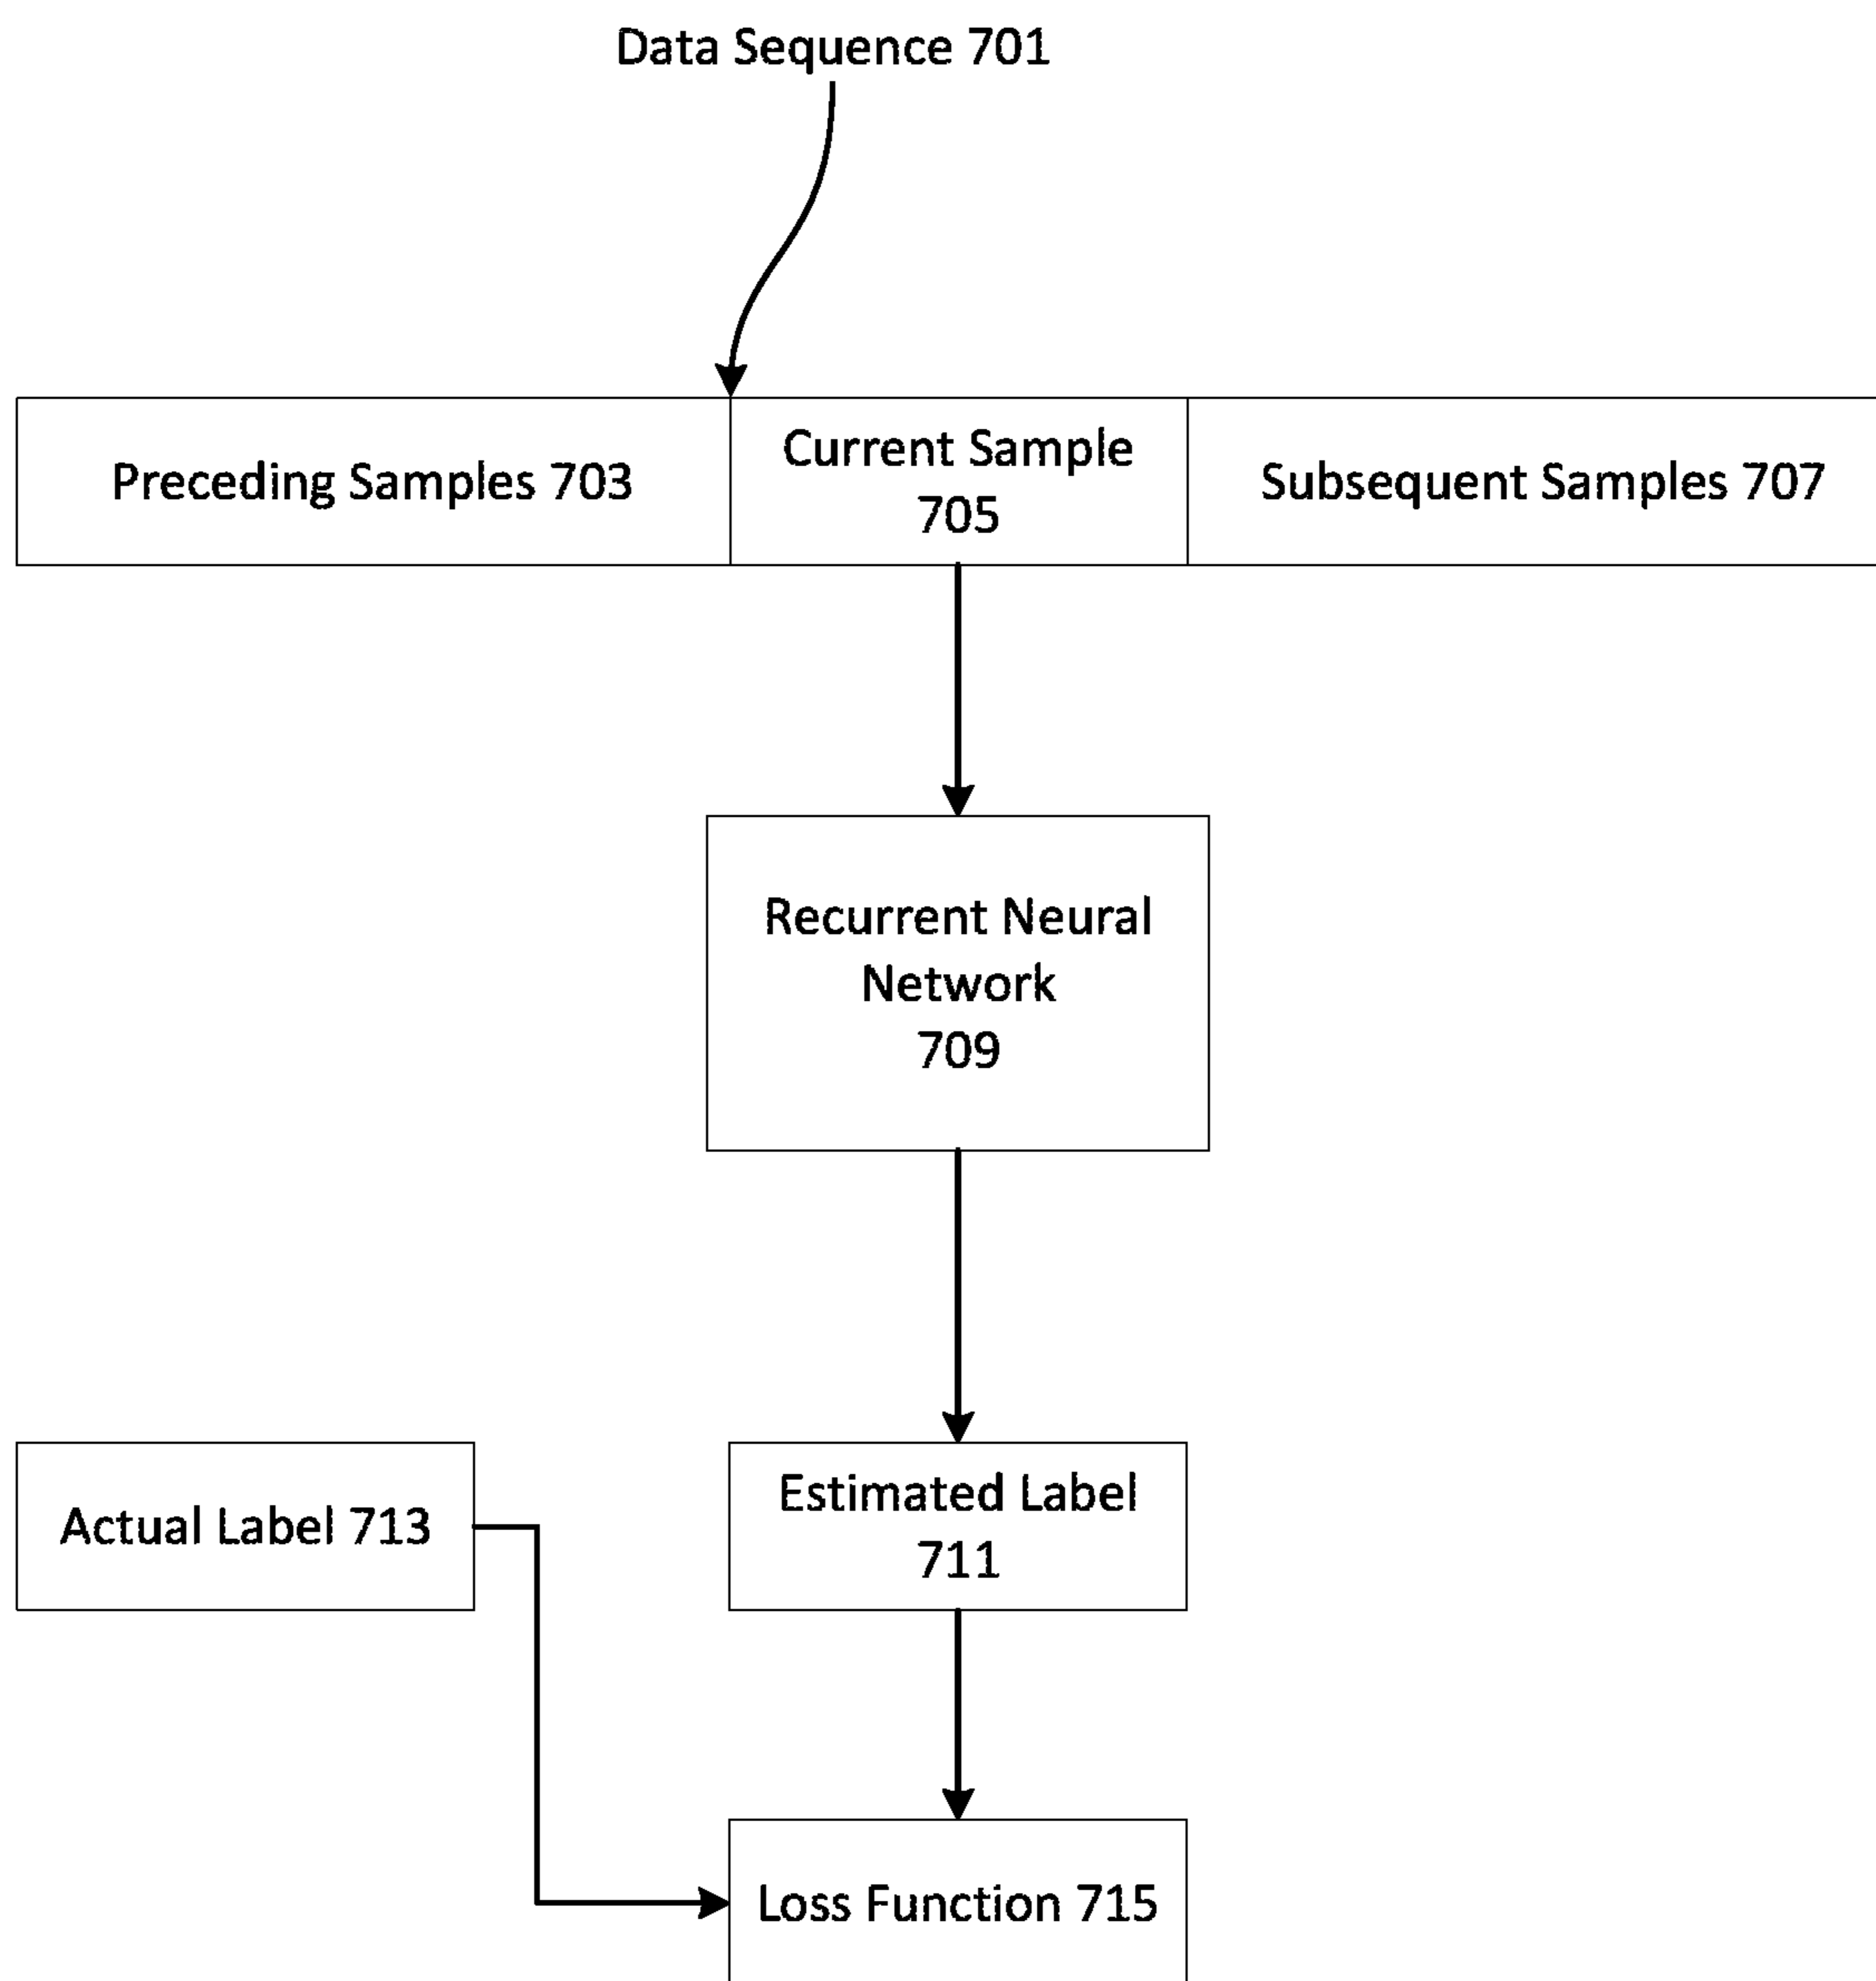 Data Sequence 701
Preceding Samples 703
Current Sample
705
Subsequent Samples 707
Recurrent Neural
Network
709
Actual Label 713
Estimated Label
711
Loss Function 715